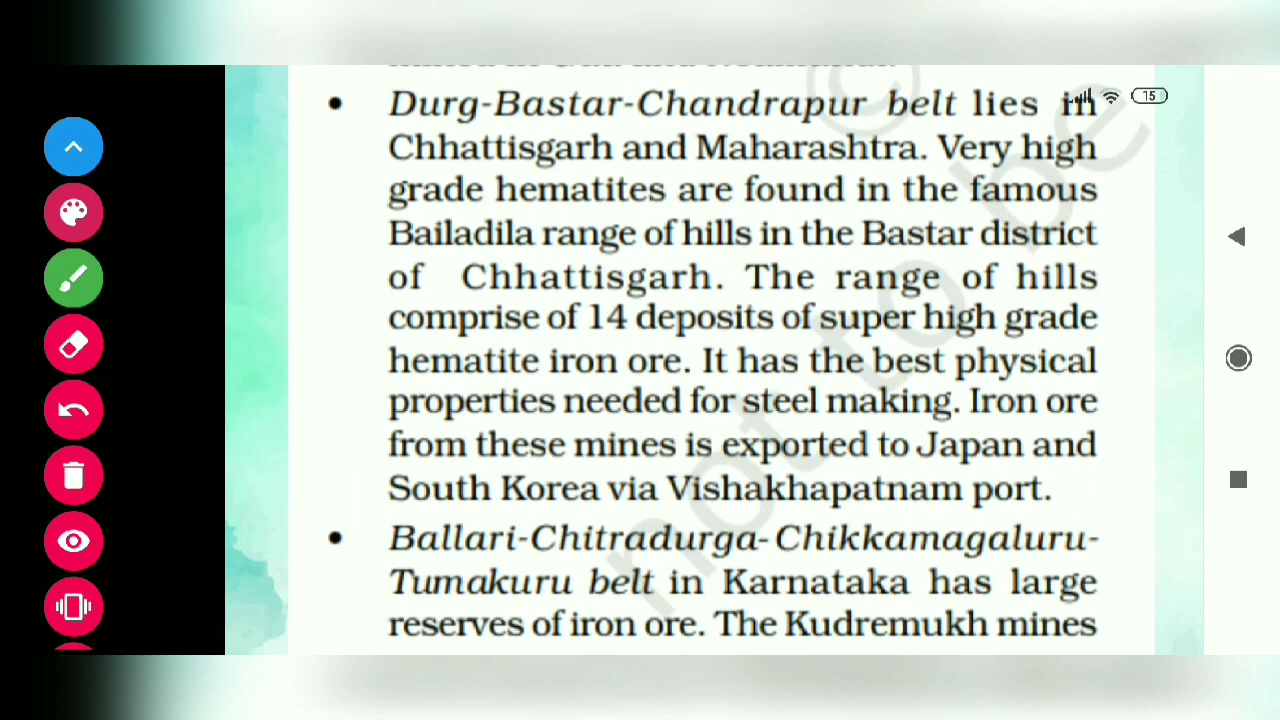 Durg-Bastar-Chandrapur belt lies in
15
Chhattisgarh and Maharashtra. Very high
grade hematites are found in the famous
Bailadila range of hills in the Bastar district
of Chhattisgarh. The range of hills
comprise of 14 deposits of super high grade
hematite iron ore. It has the best physical
properties needed for steel making. Iron ore
from these mines is exported to Japan and
South Korea via Vishakhapatnam port.
Ballari-Chitradurga-Chikkamagaluru-
Tumakuru belt in Karnataka has large
reserves of iron ore. The Kudremukh mines
© not to be